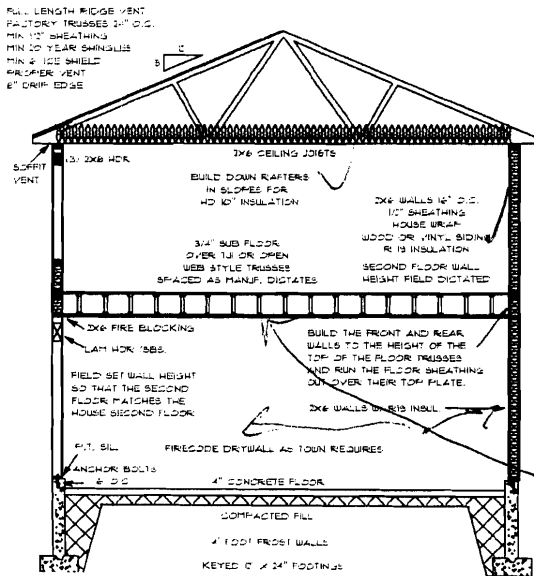 FULL LENGTH RIDGE VENT
FACTORY TRUSSES 24" O.C.
MIN 1/2" SHEATHING
MIN 20 YEAR SHINGLES
MIN 6' ICE SHIELD
PROPER VENT
8" DRIP EDGE
12
SOFFIT
VENT
(3) 2X8 HDR
2X6 CEILING JOISTS
BUILD DOWN RAFTERS
IN SLOPES FOR
HD 10" INSULATION
2X6 WALLS 16" O.C.
1/2" SHEATHING
HOUSE WRAP
WOOD OR VINYL SIDING
R-19 INSULATION
3/4" SUB FLOOR
OVER TJI OR OPEN
WEB STYLE TRUSSES
SPACED AS MANUF. DICTATES
SECOND FLOOR WALL
HEIGHT FIELD DICTATED
2X6 FIRE BLOCKING
LAM HDR
BUILD THE FRONT AND REAR
WALLS TO THE HEIGHT OF THE
TOP OF THE FLOOR TRUSSES
AND RUN THE FLOOR SHEATHING
OUT OVER THEIR TOP PLATE.
FIELD SET WALL HEIGHT
SO THAT THE SECOND
FLOOR MATCHES THE
HOUSE SECOND FLOOR
2X6 WALLS W/ R-19 INSUL.
P.T. SILL
FIRECODE DRYWALL AS TOWN REQUIRES
ANCHOR BOLTS
6' O.C.
4" CONCRETE FLOOR
COMPACTED FILL
4' FOOT FROST WALLS
KEYED X 24" FOOTINGS